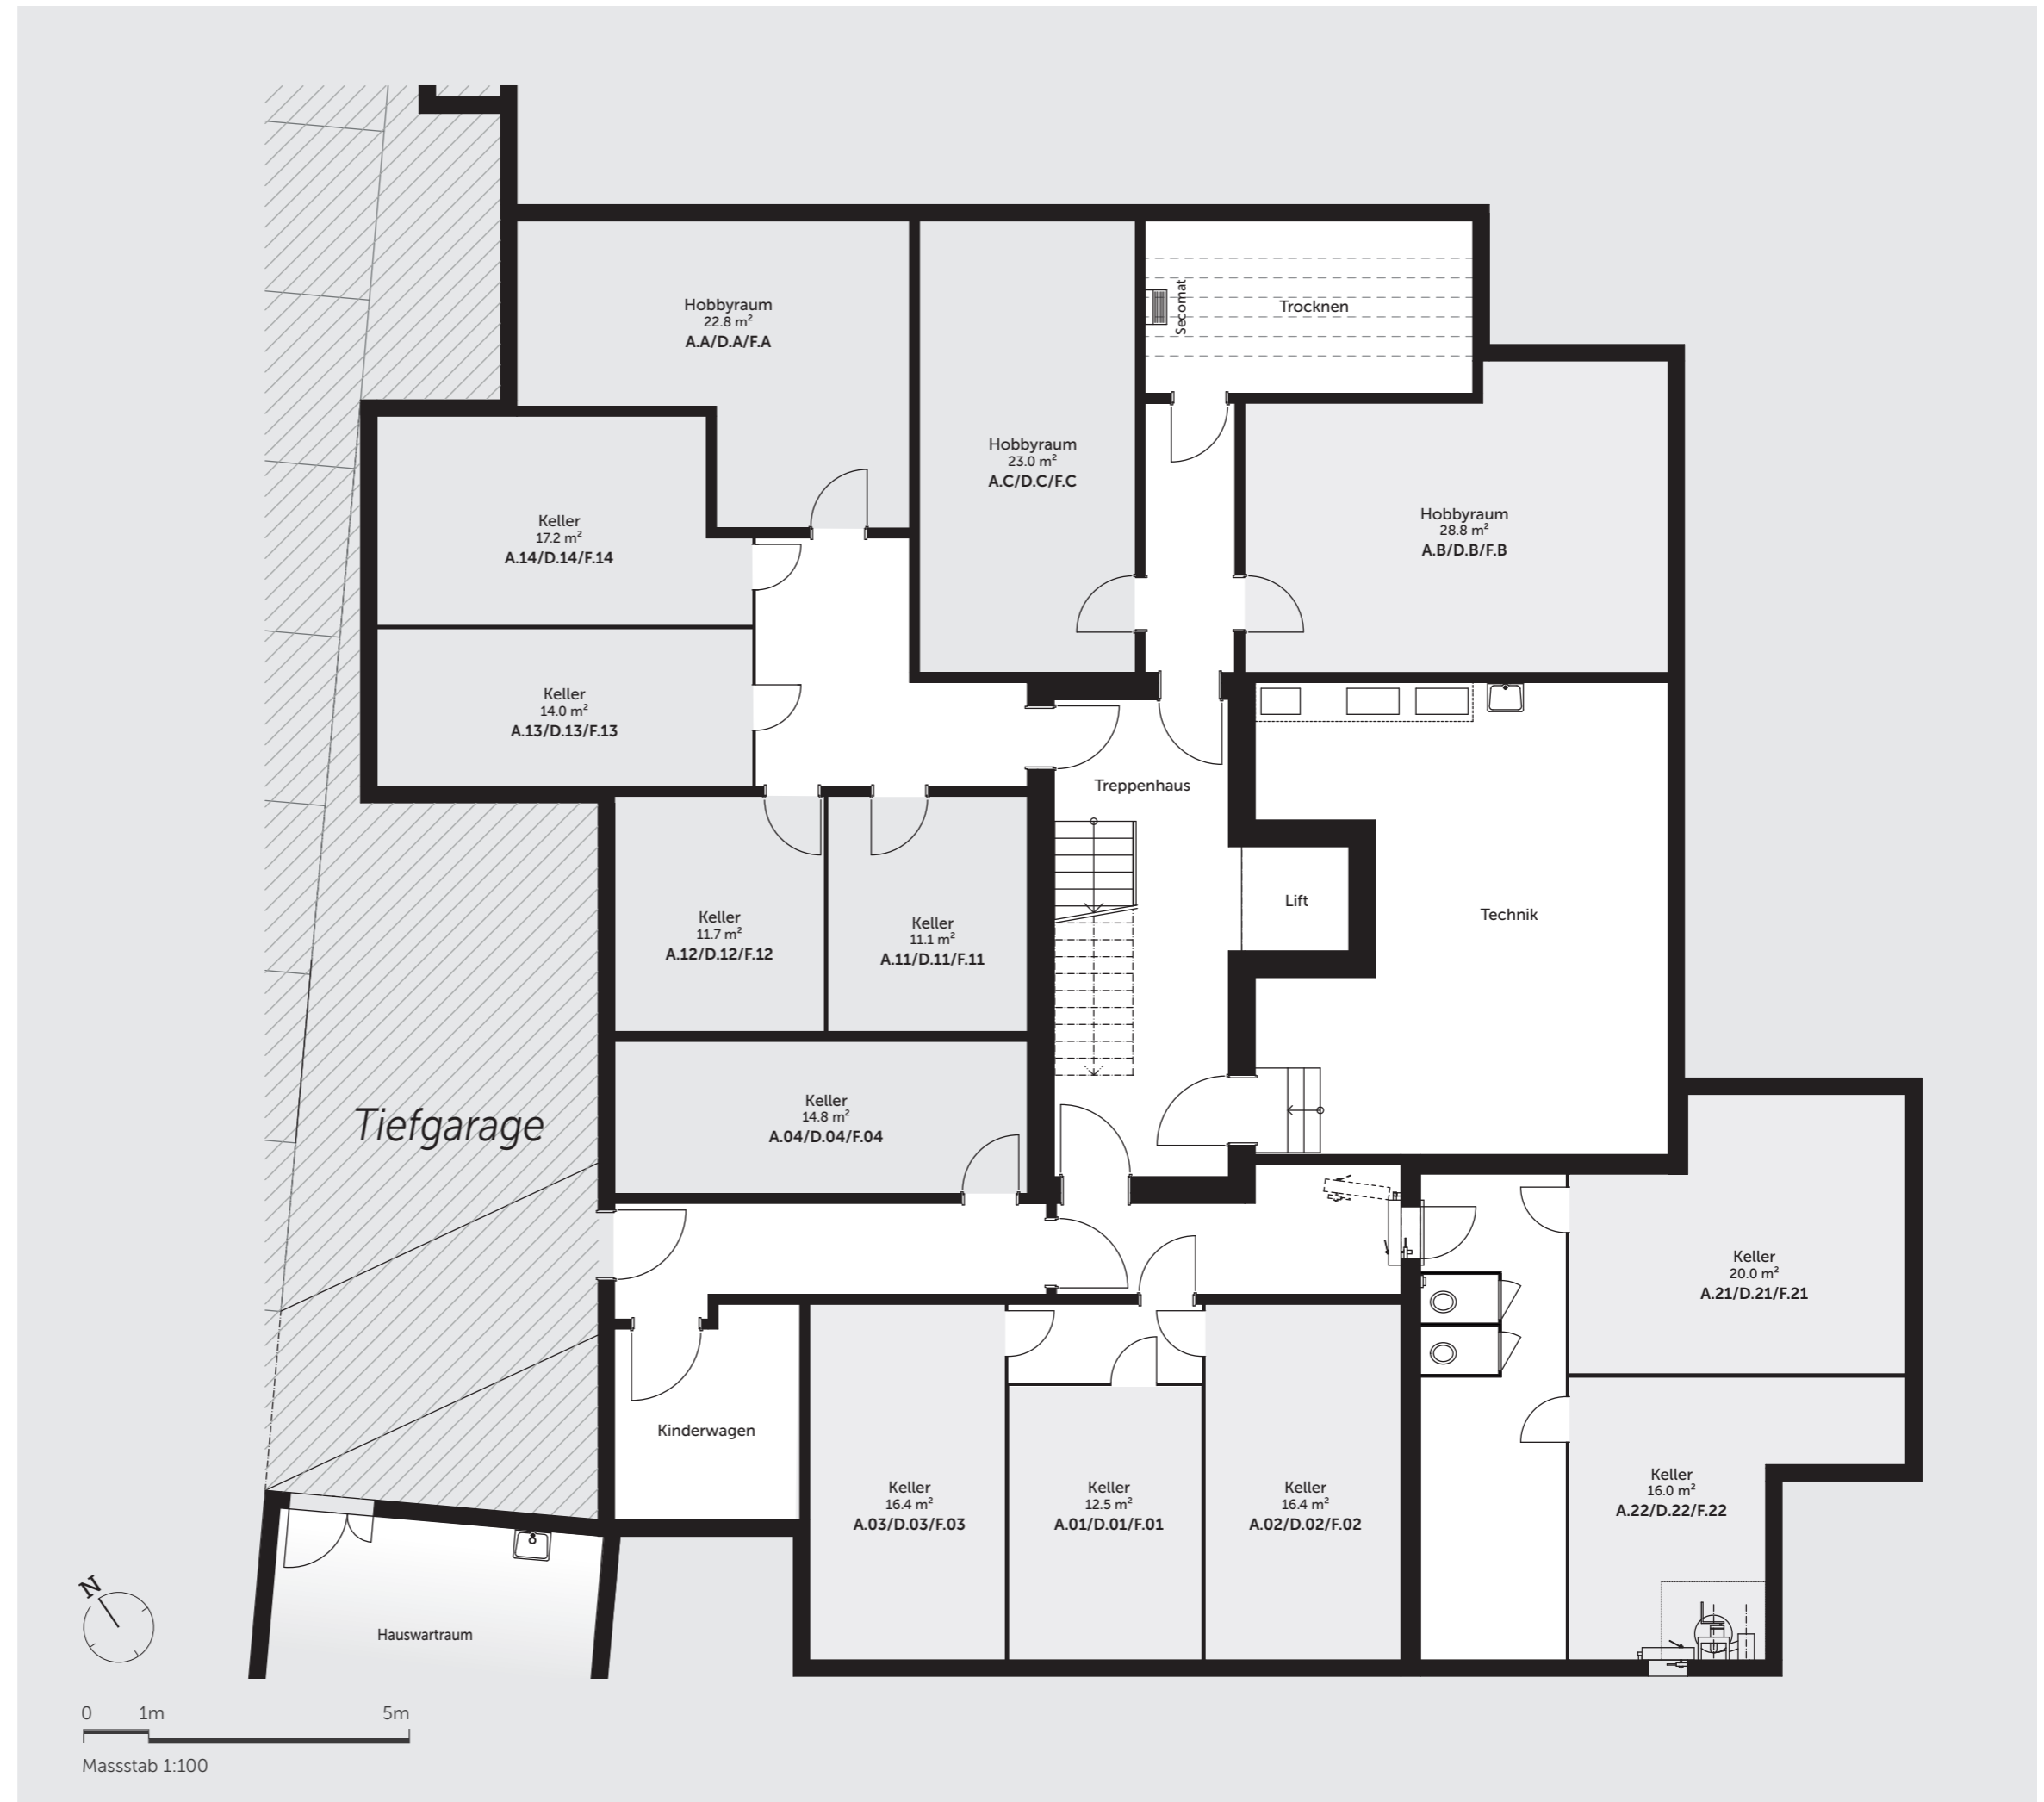 Hobbyraum
22.8 m²
A.A/D.A/F.A
Hobbyraum
23.0 m²
A.C/D.C/F.C
Secomat
Trocknen
Hobbyraum
28.8 m²
A.B/D.B/F.B
Keller
17.2 m²
A.14/D.14/F.14
Keller
14.0 m²
A.13/D.13/F.13
Treppenhaus
Lift
Technik
Keller
11.7 m²
A.12/D.12/F.12
Keller
11.1 m²
A.11/D.11/F.11
Tiefgarage
Keller
14.8 m²
A.04/D.04/F.04
Keller
20.0 m²
A.21/D.21/F.21
Kinderwagen
Keller
16.4 m²
A.03/D.03/F.03
Keller
12.5 m²
A.01/D.01/F.01
Keller
16.4 m²
A.02/D.02/F.02
Keller
16.0 m²
A.22/D.22/F.22
Hauswartraum
N
0 1m 5m
Massstab 1:100